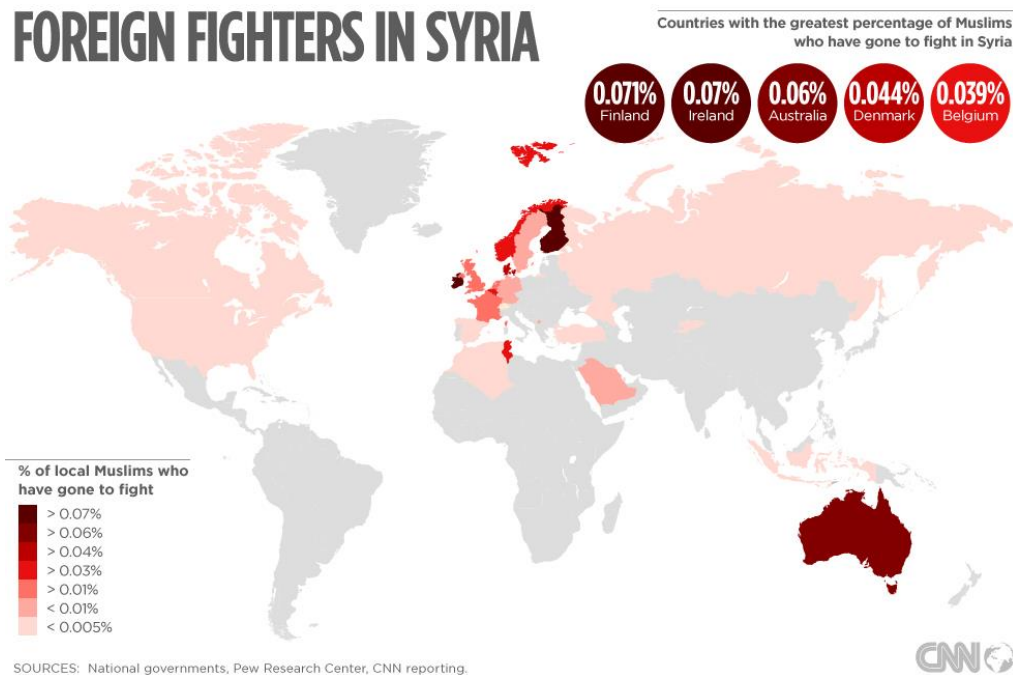 FOREIGN FIGHTERS IN SYRIA
Countries with the greatest percentage of Muslims
who have gone to fight in Syria
0.071%
Finland
0.07%
Ireland
0.06%
Australia
0.044%
Denmark
0.039%
Belgium
% of local Muslims who
have gone to fight
> 0.07%
> 0.06%
> 0.04%
> 0.03%
> 0.01%
< 0.01%
< 0.005%
SOURCES: National governments, Pew Research Center, CNN reporting.
CNN